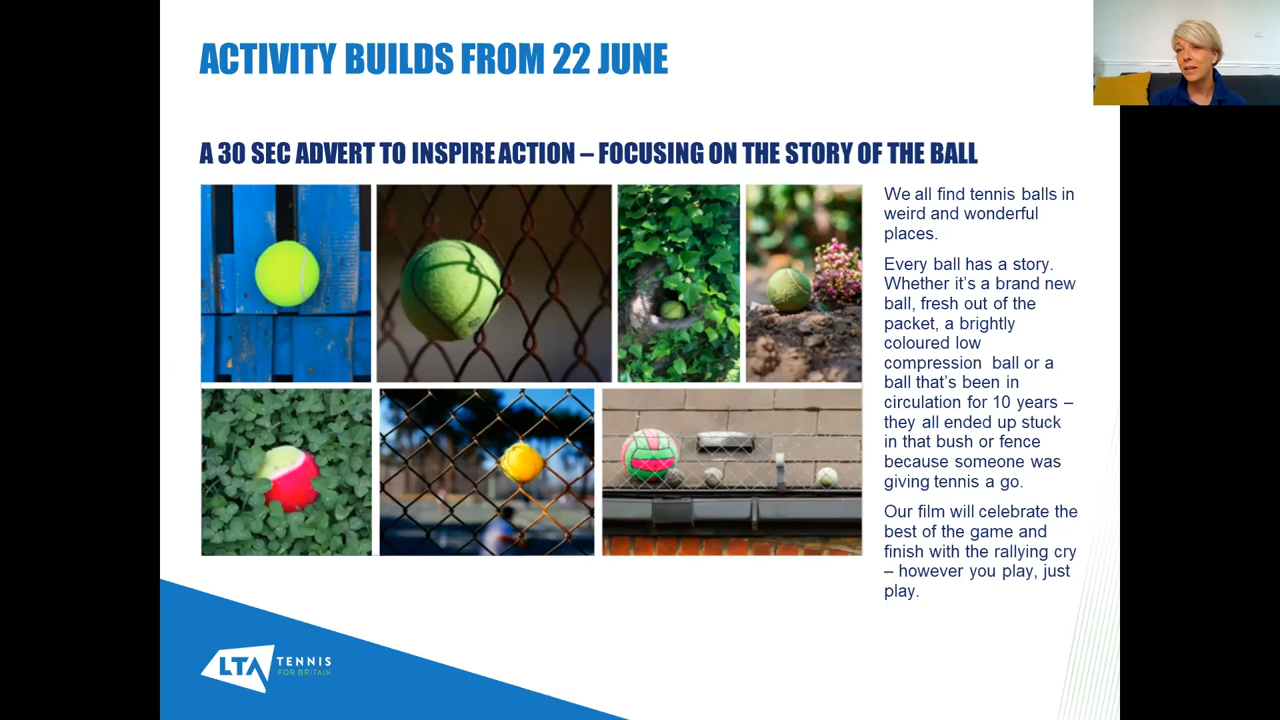 ACTIVITY BUILDS FROM 22 JUNE
A 30 SEC ADVERT TO INSPIRE ACTION – FOCUSING ON THE STORY OF THE BALL
We all find tennis balls in
weird and wonderful
places.
Every ball has a story.
Whether it's a brand new
ball, fresh out of the
packet, a brightly
coloured low
compression  ball or a
ball that's been in
circulation for 10 years –
they all ended up stuck
in that bush or fence
because someone was
giving tennis a go.
Our film will celebrate the
best of the game and
finish with the rallying cry
– however you play, just
play.
LTA TENNIS
FOR BRITAIN